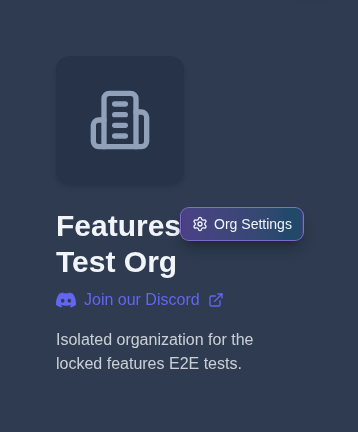 Features
Org Settings
Test Org
Join our Discord
Isolated organization for the
locked features E2E tests.